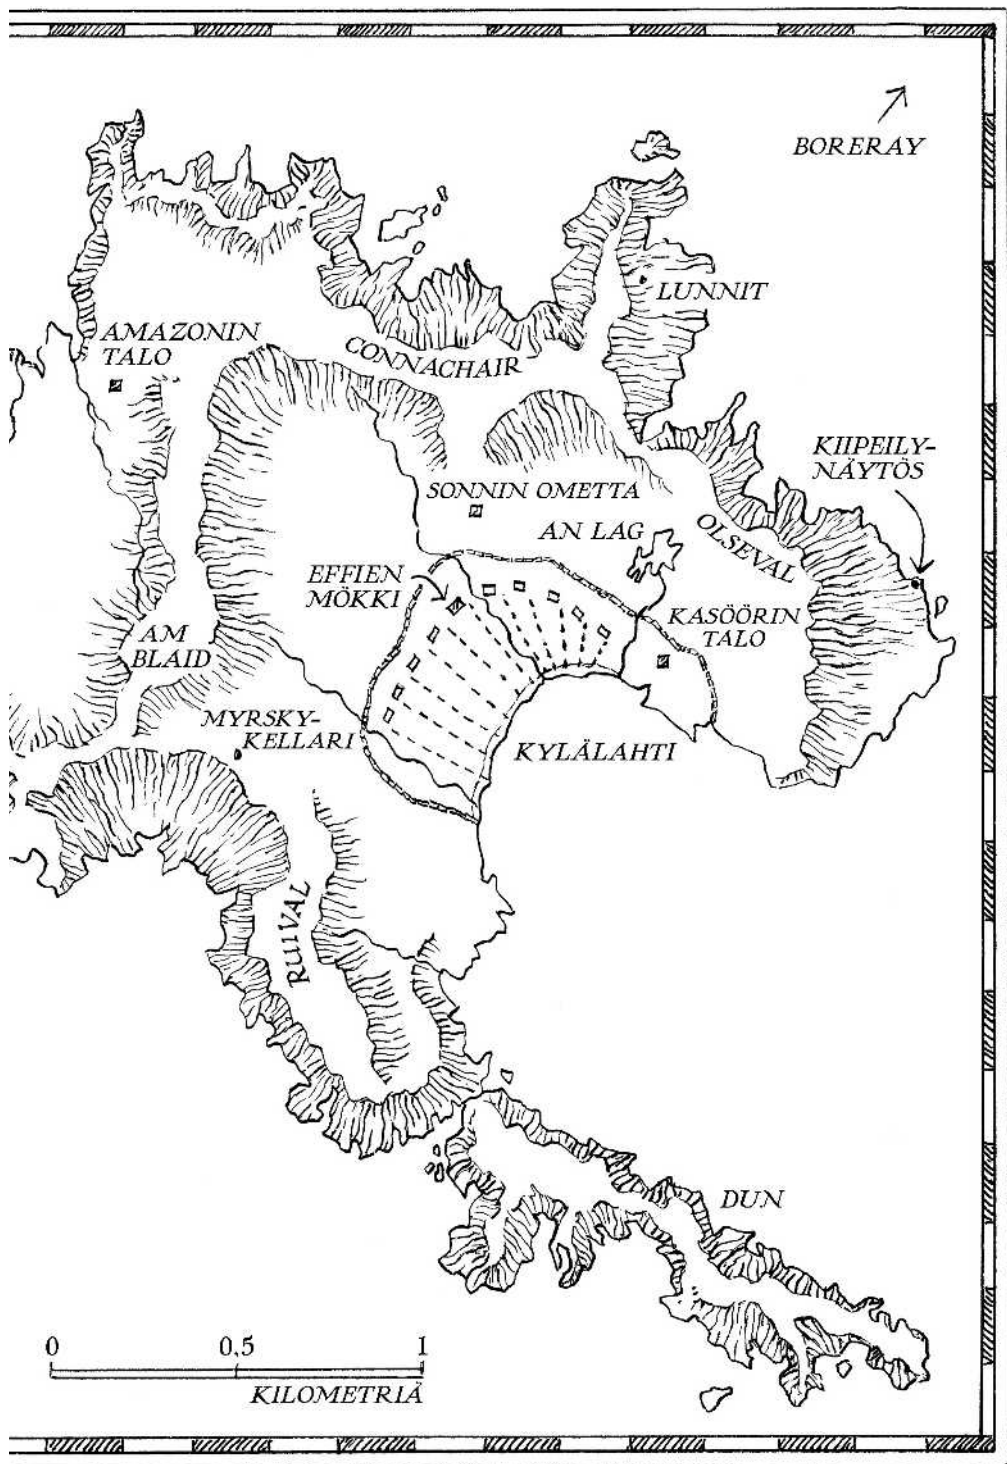 BORERAY
LUNNIT
AMAZONIN
TALO
CONNACHAIR
KIIPEILY-
NÄYTÖS
SONNIN OMETTA
AN LAG
OLSEVAL
EFFIEN
MÖKKI
KASÖÖRIN
TALO
AM
BLAID
MYRSKY-
KELLARI
KYLÄLAHTI
RUIVAL
DUN
0 0,5 1
KILOMETRIÄ